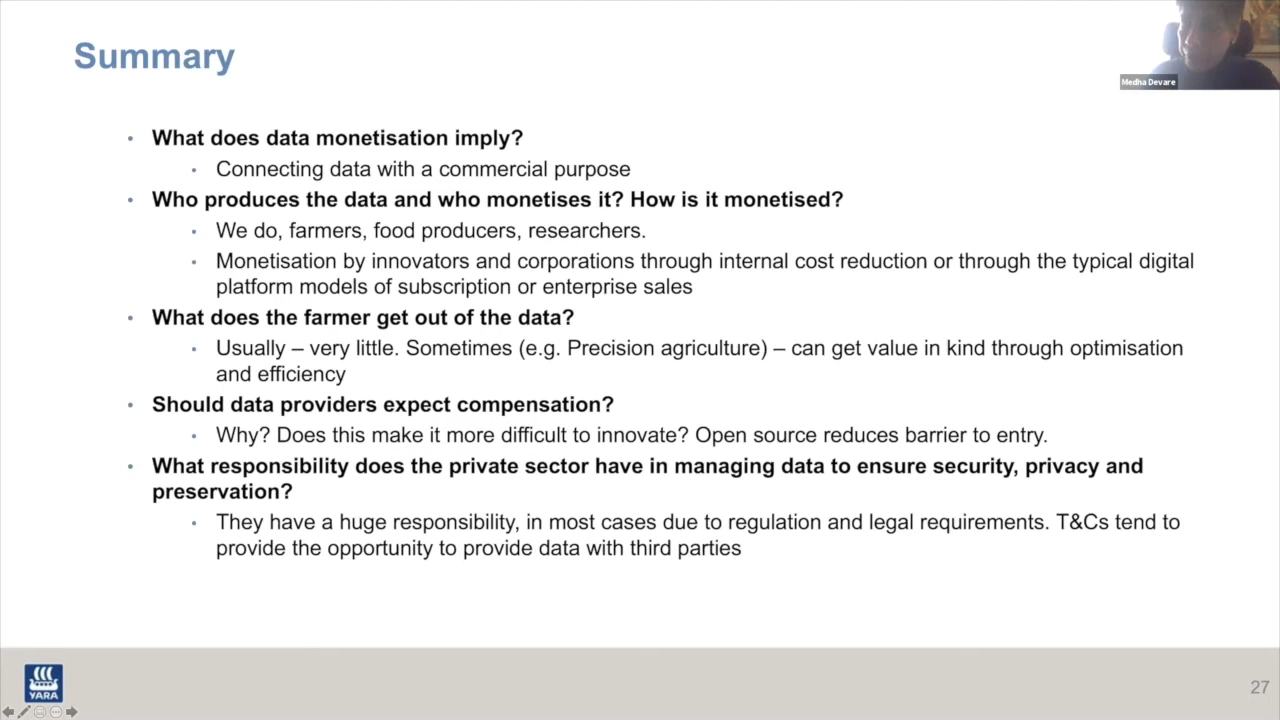 Summary
Medha Devare
• What does data monetisation imply?
• Connecting data with a commercial purpose
• Who produces the data and who monetises it? How is it monetised?
• We do, farmers, food producers, researchers.
• Monetisation by innovators and corporations through internal cost reduction or through the typical digital
platform models of subscription or enterprise sales
• What does the farmer get out of the data?
• Usually – very little. Sometimes (e.g. Precision agriculture) – can get value in kind through optimisation
and efficiency
• Should data providers expect compensation?
• Why? Does this make it more difficult to innovate? Open source reduces barrier to entry.
• What responsibility does the private sector have in managing data to ensure security, privacy and
preservation?
• They have a huge responsibility, in most cases due to regulation and legal requirements. T&Cs tend to
provide the opportunity to provide data with third parties
YARA
27